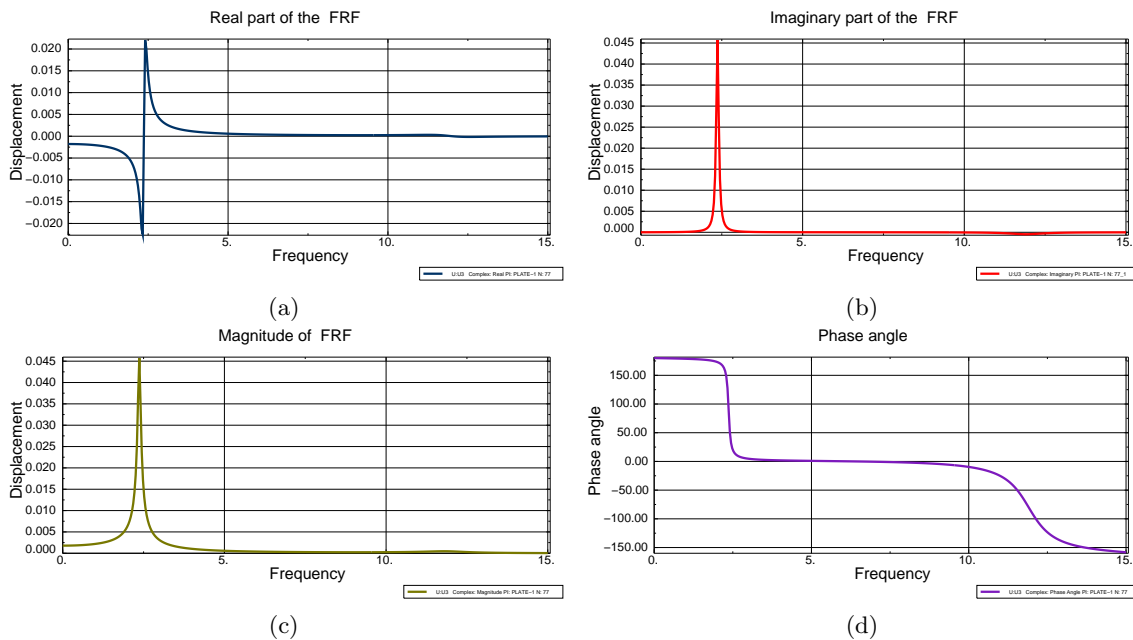 Real part of the FRF
Displacement
0.020
0.015
0.010
0.005
0.000
−0.005
−0.010
−0.015
−0.020
0. 5. 10. 15.
Frequency
U:U3 Complex: Real PI: PLATE−1 N: 77
(a)
Imaginary part of the FRF
Displacement
0.045
0.040
0.035
0.030
0.025
0.020
0.015
0.010
0.005
0.000
0. 5. 10. 15.
Frequency
U:U3 Complex: Imaginary PI: PLATE−1 N: 77_1
(b)
Magnitude of FRF
Displacement
0.045
0.040
0.035
0.030
0.025
0.020
0.015
0.010
0.005
0.000
0. 5. 10. 15.
Frequency
U:U3 Complex: Magnitude PI: PLATE−1 N: 77
(c)
Phase angle
Phase angle
150.00
100.00
50.00
0.00
−50.00
−100.00
−150.00
0. 5. 10. 15.
Frequency
U:U3 Complex: Phase Angle PI: PLATE−1 N: 77
(d)